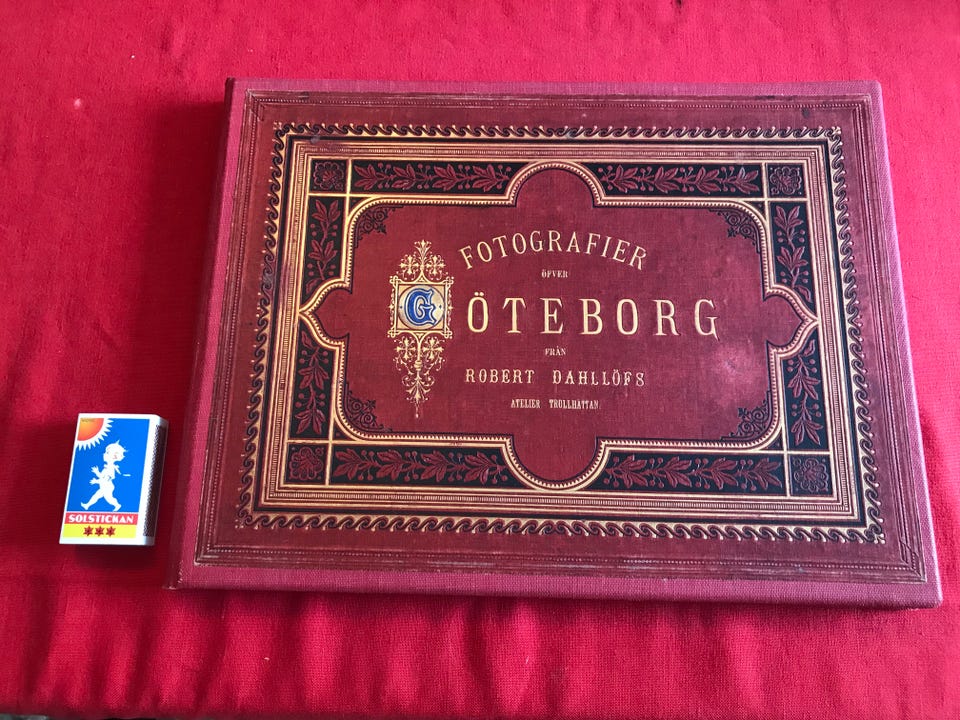 FOTOGRAFIER
ÖFVER
GÖTEBORG
FRÅN
ROBERT DAHLLÖFS
ATELIER TROLLHÄTTAN.
SOLSTICKAN